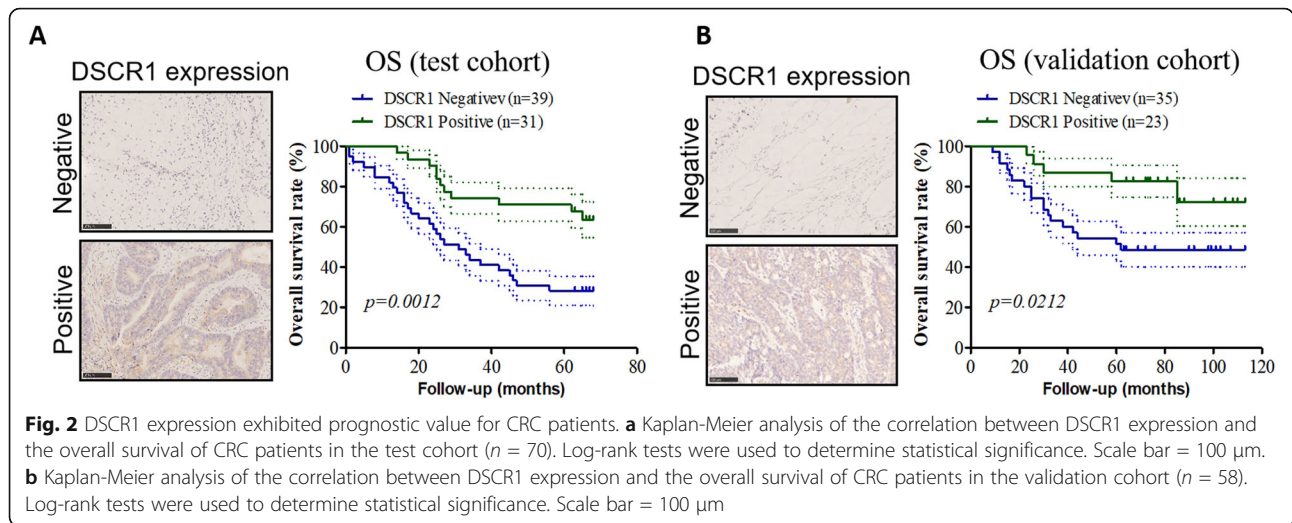 A
DSCR1 expression
Negative
Positive
OS (test cohort)
DSCR1 Negativev (n=39)
DSCR1 Positive (n=31)
Overall survival rate (%)
100
80
60
40
20
0
p=0.0012
0 20 40 60 80
Follow-up (months)
B
DSCR1 expression
Negative
Positive
OS (validation cohort)
DSCR1 Negativev (n=35)
DSCR1 Positive (n=23)
Overall survival rate (%)
100
80
60
40
20
0
p=0.0212
0 20 40 60 80 100 120
Follow-up (months)
Fig. 2 DSCR1 expression exhibited prognostic value for CRC patients. a Kaplan-Meier analysis of the correlation between DSCR1 expression and
the overall survival of CRC patients in the test cohort (n = 70). Log-rank tests were used to determine statistical significance. Scale bar = 100 μm.
b Kaplan-Meier analysis of the correlation between DSCR1 expression and the overall survival of CRC patients in the validation cohort (n = 58).
Log-rank tests were used to determine statistical significance. Scale bar = 100 μm